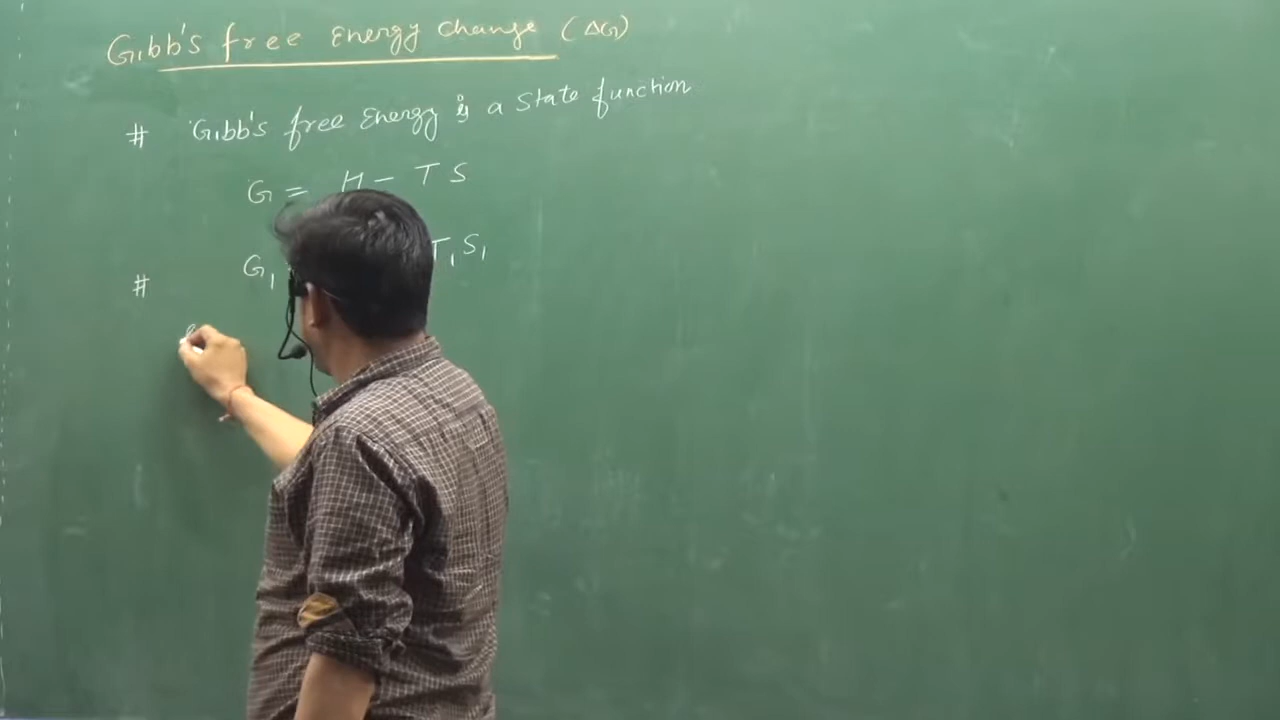 Gibb's free Energy Change (ΔG)
# Gibb's free Energy is a State function
G = H - TS
# G₁ T₁S₁